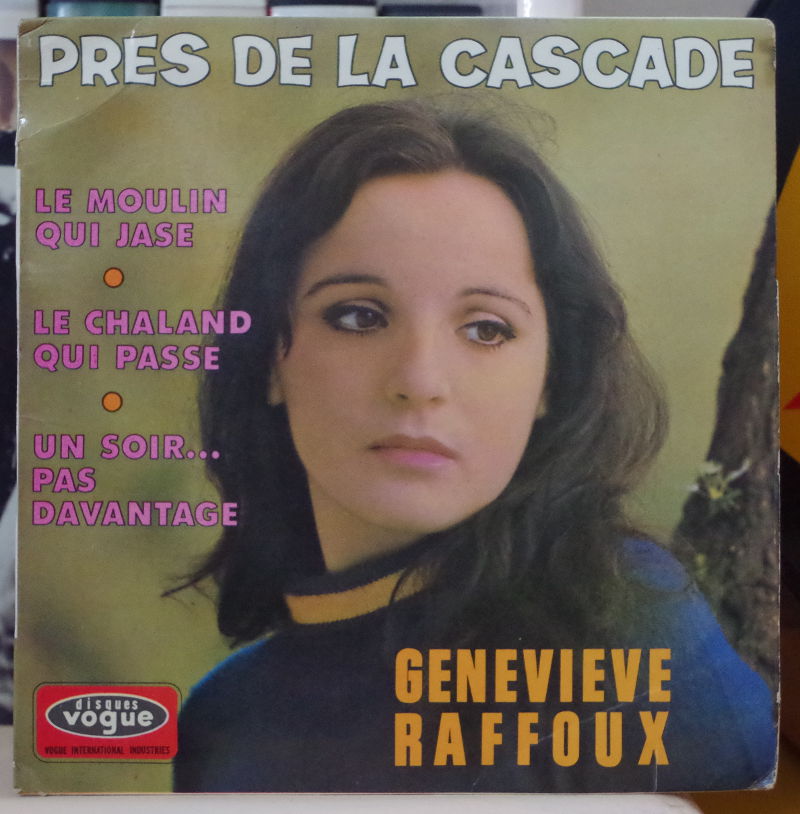 PRES DE LA CASCADE
LE MOULIN
QUI JASE
LE CHALAND
QUI PASSE
UN SOIR...
PAS
DAVANTAGE
GENEVIEVE
RAFFOUX
disques
vogue
VOGUE INTERNATIONAL INDUSTRIES